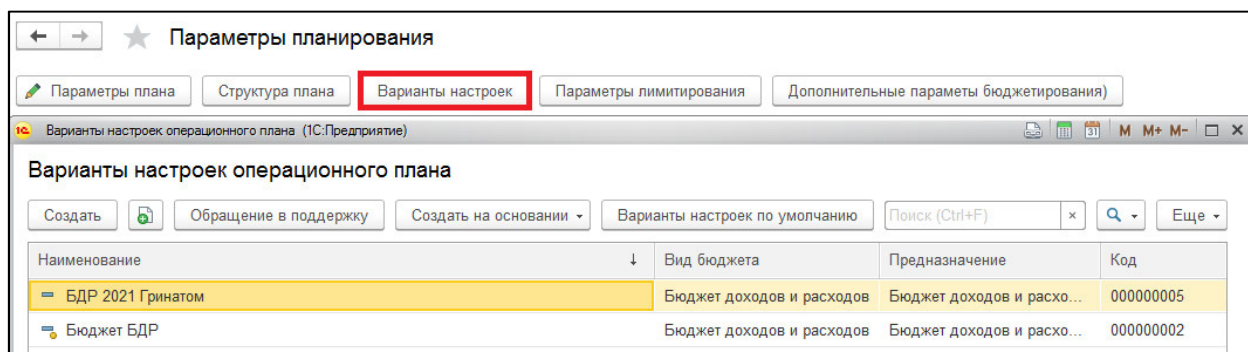 Параметры планирования
Параметры плана Структура плана Варианты настроек Параметры лимитирования Дополнительные параметы бюджетирования)
1С Варианты настроек операционного плана (1С:Предприятие) 31 M M+ M-
Варианты настроек операционного плана
Создать Обращение в поддержку Создать на основании Варианты настроек по умолчанию Поиск (Ctrl+F) × Еще
Наименование ↓ Вид бюджета Предназначение Код
БДР 2021 Гринатом Бюджет доходов и расходов Бюджет доходов и расхо... 000000005
Бюджет БДР Бюджет доходов и расходов Бюджет доходов и расхо... 000000002